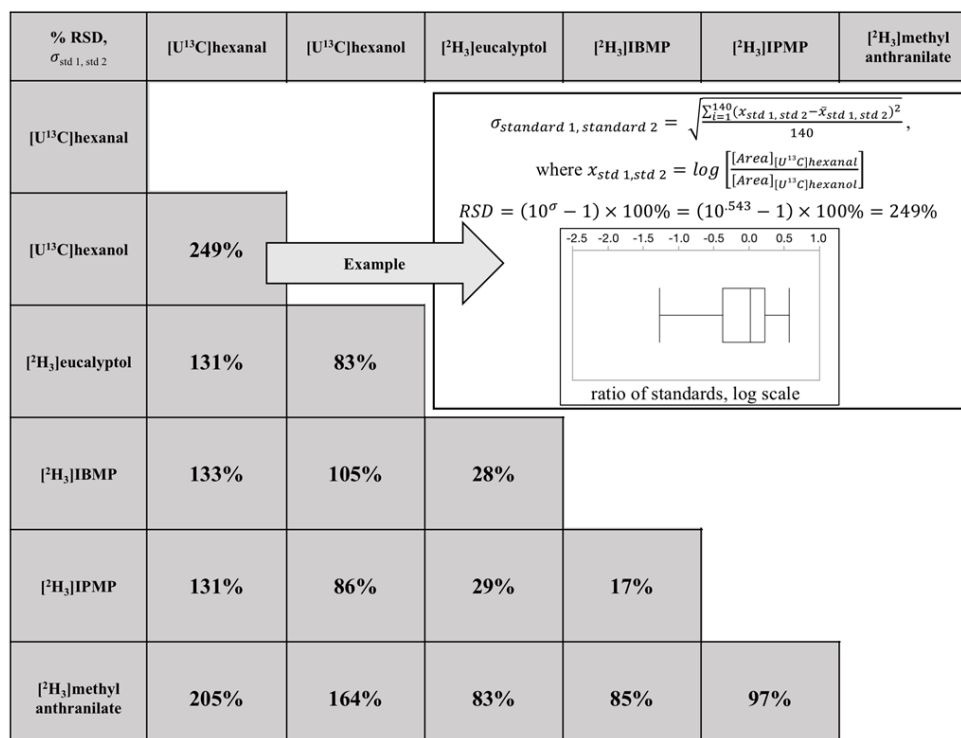 % RSD, [U¹³C]hexanal [U¹³C]hexanol [²H₃]eucalyptol [²H₃]IBMP [²H₃]IPMP [²H₃]methyl
σstd 1, std 2 anthranilate
[U¹³C]hexanal
σstandard 1,standard 2 = √(∑i=1^140 (xstd 1, std 2 − x̄std 1, std 2)² / 140) ,
where xstd 1,std 2 = log [[Area][U¹³C]hexanal / [Area][U¹³C]hexanol]
RSD = (10^σ − 1) × 100% = (10^.543 − 1) × 100% = 249%
[U¹³C]hexanol 249%
Example
-2.5 -2.0 -1.5 -1.0 -0.5 0.0 0.5 1.0
ratio of standards, log scale
[²H₃]eucalyptol 131% 83%
[²H₃]IBMP 133% 105% 28%
[²H₃]IPMP 131% 86% 29% 17%
[²H₃]methyl
anthranilate 205% 164% 83% 85% 97%